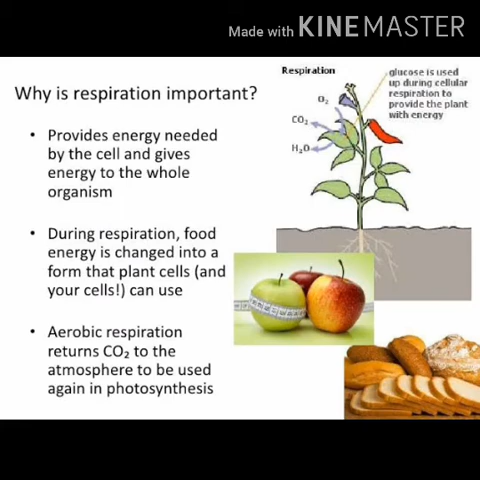 Made with KINEMASTER
Why is respiration important?
• Provides energy needed
by the cell and gives
energy to the whole
organism
• During respiration, food
energy is changed into a
form that plant cells (and
your cells!) can use
• Aerobic respiration
returns CO₂ to the
atmosphere to be used
again in photosynthesis
Respiration
glucose is used
up during cellular
respiration to
provide the plant
with energy
O₂
CO₂
H₂O